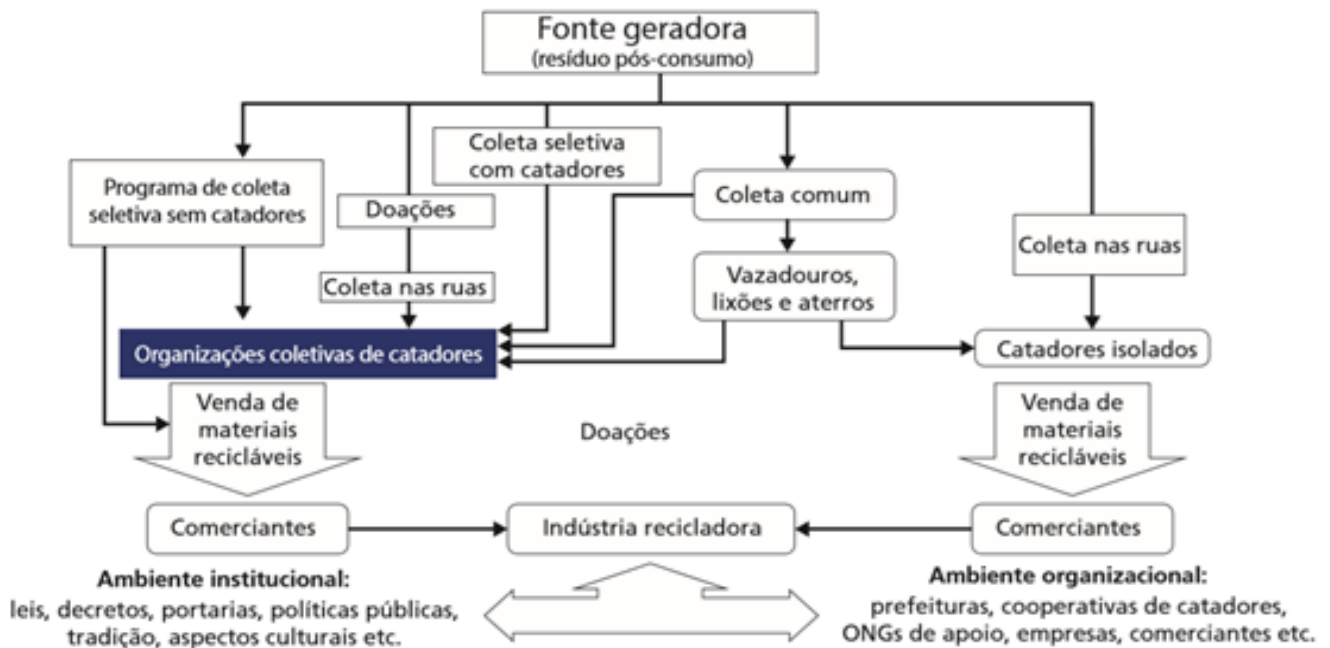 Fonte geradora
(resíduo pós-consumo)
Programa de coleta
seletiva sem catadores
Doações
Coleta nas ruas
Coleta seletiva
com catadores
Coleta comum
Vazadouros,
lixões e aterros
Coleta nas ruas
Organizações coletivas de catadores
Catadores isolados
Venda de
materiais
recicláveis
Doações
Venda de
materiais
recicláveis
Comerciantes
Indústria recicladora
Comerciantes
Ambiente institucional:
leis, decretos, portarias, políticas públicas,
tradição, aspectos culturais etc.
Ambiente organizacional:
prefeituras, cooperativas de catadores,
ONGs de apoio, empresas, comerciantes etc.